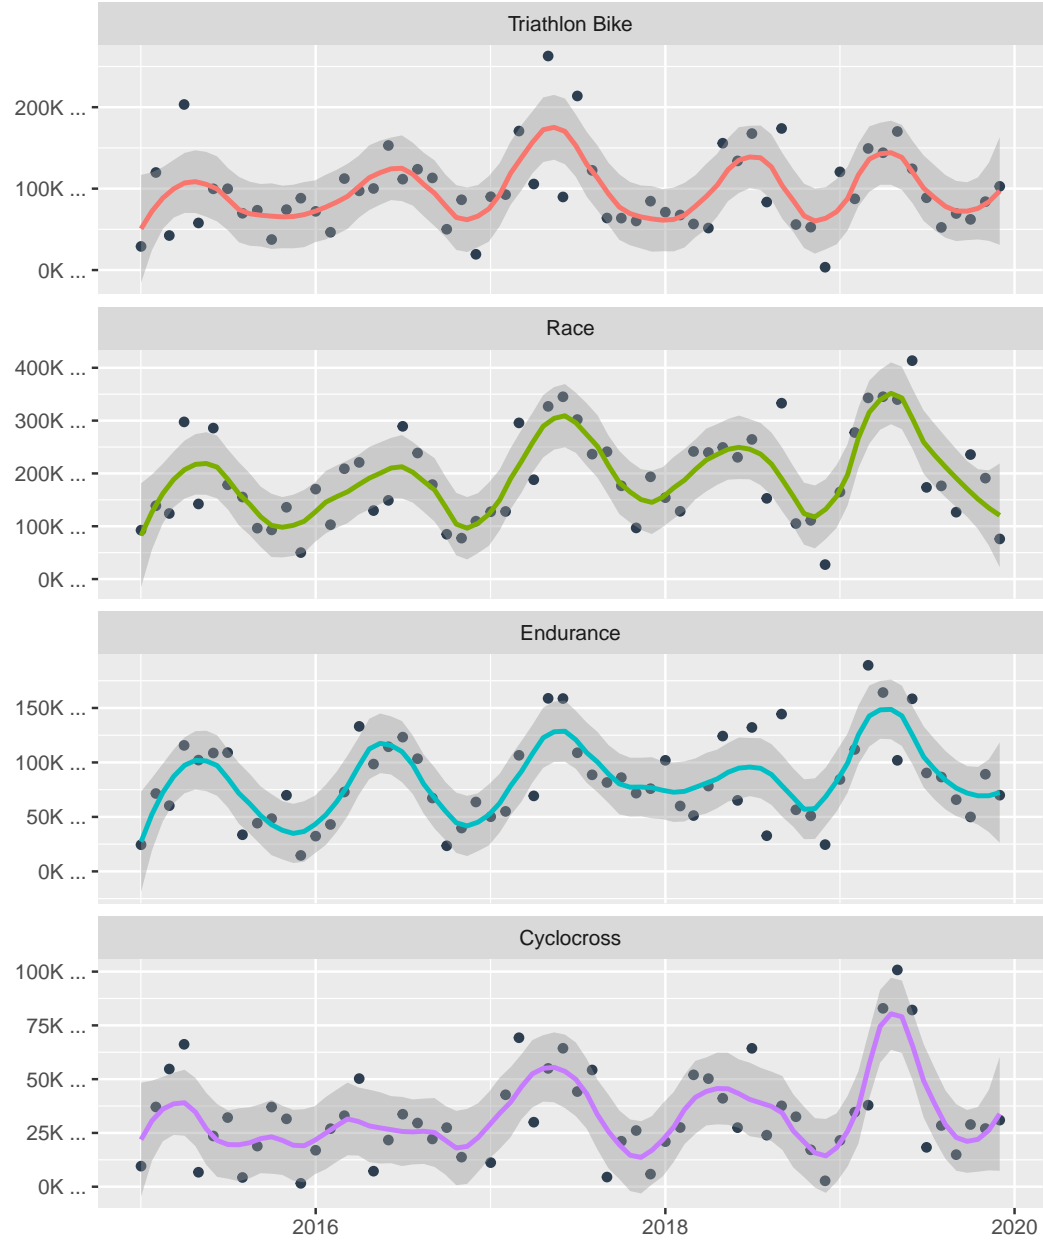 Triathlon Bike
200K ...
100K ...
0K ...
Race
400K ...
300K ...
200K ...
100K ...
0K ...
Endurance
150K ...
100K ...
50K ...
0K ...
Cyclocross
100K ...
75K ...
50K ...
25K ...
0K ...
2016 2018 2020